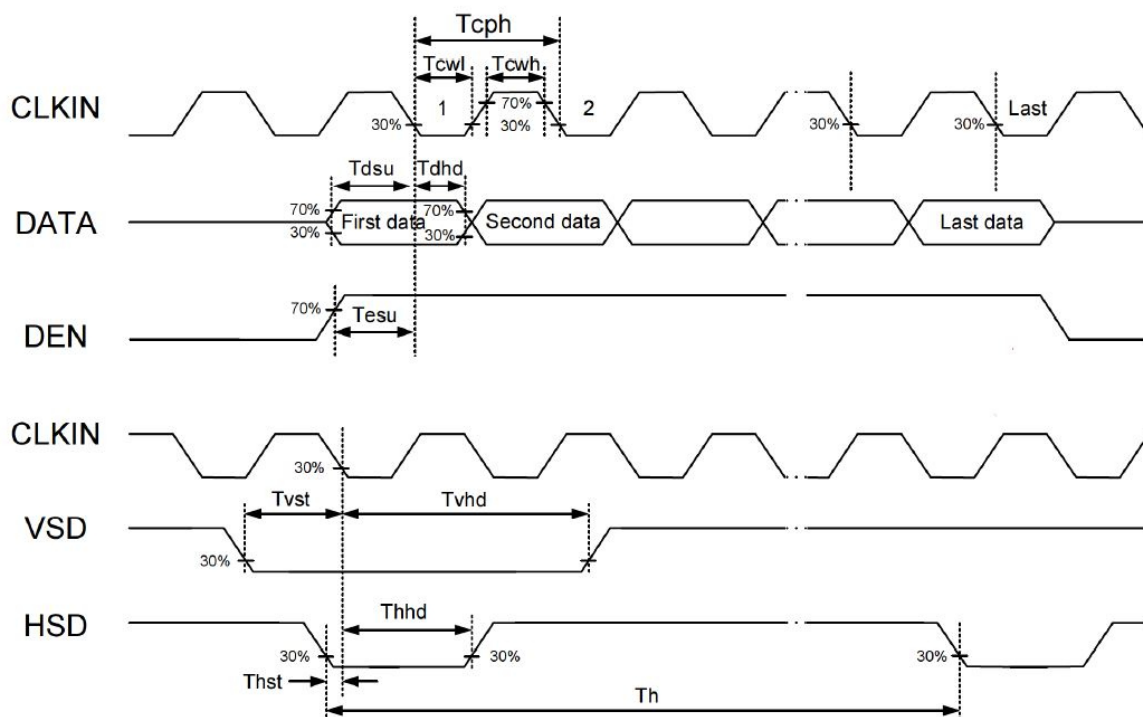 Tcph
Tcwl Tcwh
CLKIN 30% 1 70% 30% 2 30% 30% Last
Tdsu Tdhd
DATA 70% 30% First data 70% 30% Second data Last data
DEN 70% Tesu
CLKIN 30%
Tvst Tvhd
VSD 30%
HSD Thhd
30% 30% 30%
Thst
Th